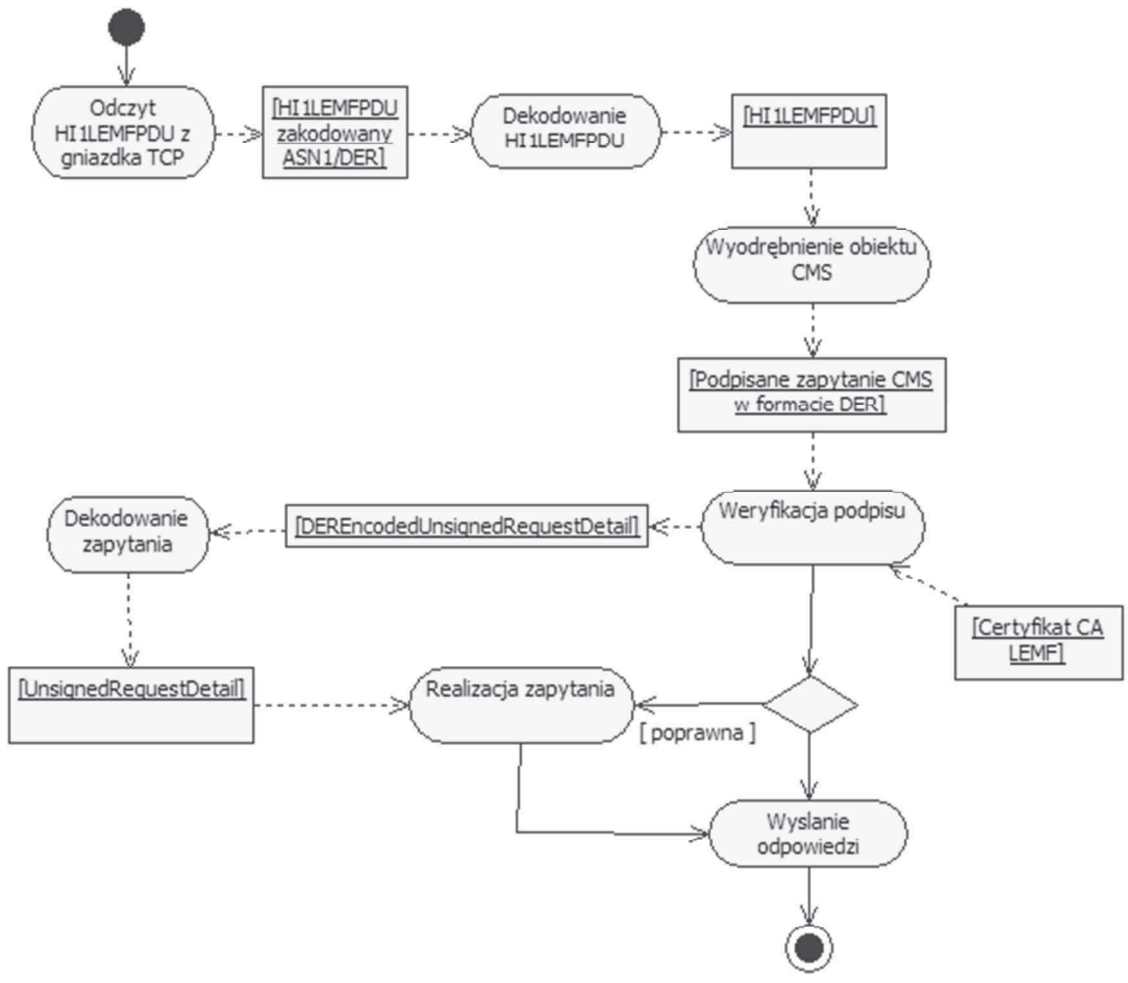 Odczyt
HI1LEMFPDU z
gniazdka TCP
[HI1LEMFPDU
zakodowany
ASN1/DER]
Dekodowanie
HI1LEMFPDU
[HI1LEMFPDU]
Wyodrębnienie obiektu
CMS
[Podpisane zapytanie CMS
w formacie DER]
Weryfikacja podpisu
[DEREncodedUnsignedRequestDetail]
Dekodowanie
zapytania
[Certyfikat CA
LEMF]
[UnsignedRequestDetail]
Realizacja zapytania
[ poprawna ]
Wyslanie
odpowiedzi